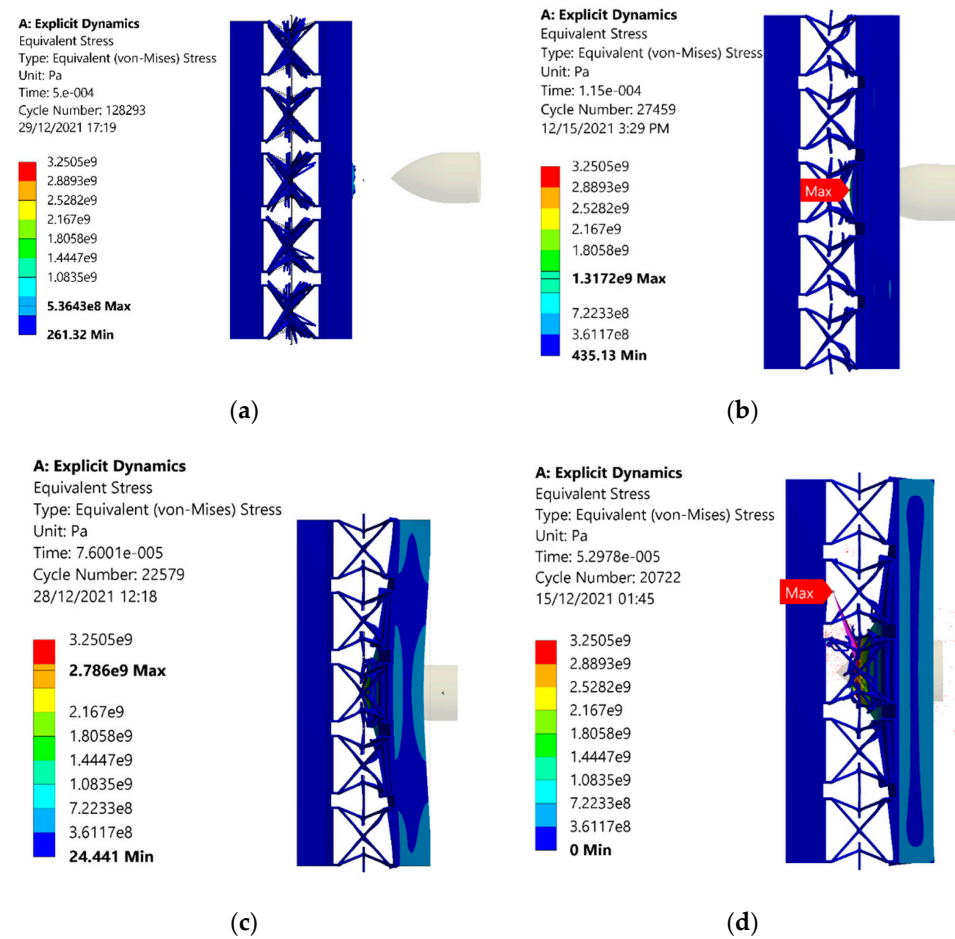 A: Explicit Dynamics
Equivalent Stress
Type: Equivalent (von-Mises) Stress
Unit: Pa
Time: 5.e-004
Cycle Number: 128293
29/12/2021 17:19
3.2505e9
2.8893e9
2.5282e9
2.167e9
1.8058e9
1.4447e9
1.0835e9
5.3643e8 Max
261.32 Min
(a)
A: Explicit Dynamics
Equivalent Stress
Type: Equivalent (von-Mises) Stress
Unit: Pa
Time: 1.15e-004
Cycle Number: 27459
12/15/2021 3:29 PM
3.2505e9
2.8893e9
2.5282e9
2.167e9
1.8058e9
1.3172e9 Max
7.2233e8
3.6117e8
435.13 Min
Max
(b)
A: Explicit Dynamics
Equivalent Stress
Type: Equivalent (von-Mises) Stress
Unit: Pa
Time: 7.6001e-005
Cycle Number: 22579
28/12/2021 12:18
3.2505e9
2.786e9 Max
2.167e9
1.8058e9
1.4447e9
1.0835e9
7.2233e8
3.6117e8
24.441 Min
(c)
A: Explicit Dynamics
Equivalent Stress
Type: Equivalent (von-Mises) Stress
Unit: Pa
Time: 5.2978e-005
Cycle Number: 20722
15/12/2021 01:45
Max
3.2505e9
2.8893e9
2.5282e9
2.167e9
1.8058e9
1.4447e9
1.0835e9
7.2233e8
3.6117e8
0 Min
(d)